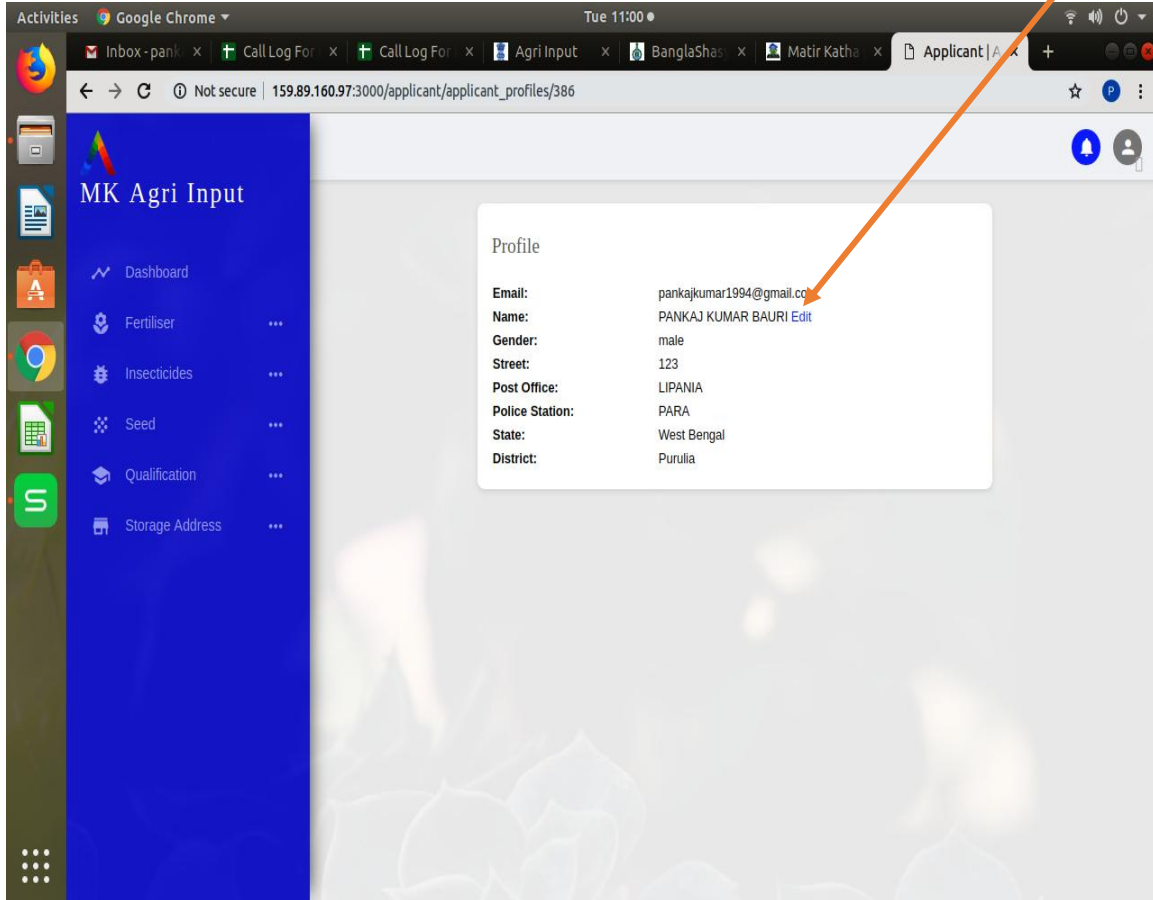 Activities Google Chrome Tue 11:00
Inbox - pank Call Log For Call Log For Agri Input BanglaShas Matir Katha Applicant | A
Not secure 159.89.160.97:3000/applicant/applicant_profiles/386 P
MK Agri Input
Dashboard
Fertiliser
Insecticides
Seed
Qualification
Storage Address
Profile
Email: pankajkumar1994@gmail.co
Name: PANKAJ KUMAR BAURI Edit
Gender: male
Street: 123
Post Office: LIPANIA
Police Station: PARA
State: West Bengal
District: Purulia